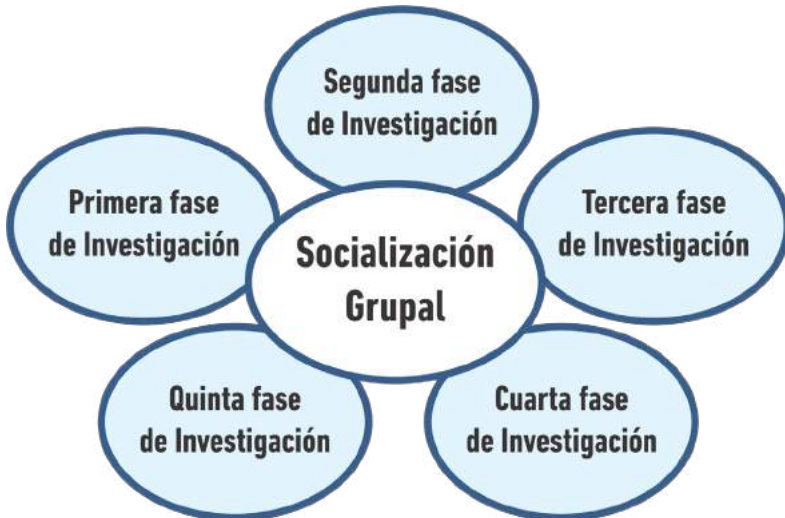 Segunda fase
de Investigación
Primera fase
de Investigación
Tercera fase
de Investigación
Socialización
Grupal
Quinta fase
de Investigación
Cuarta fase
de Investigación